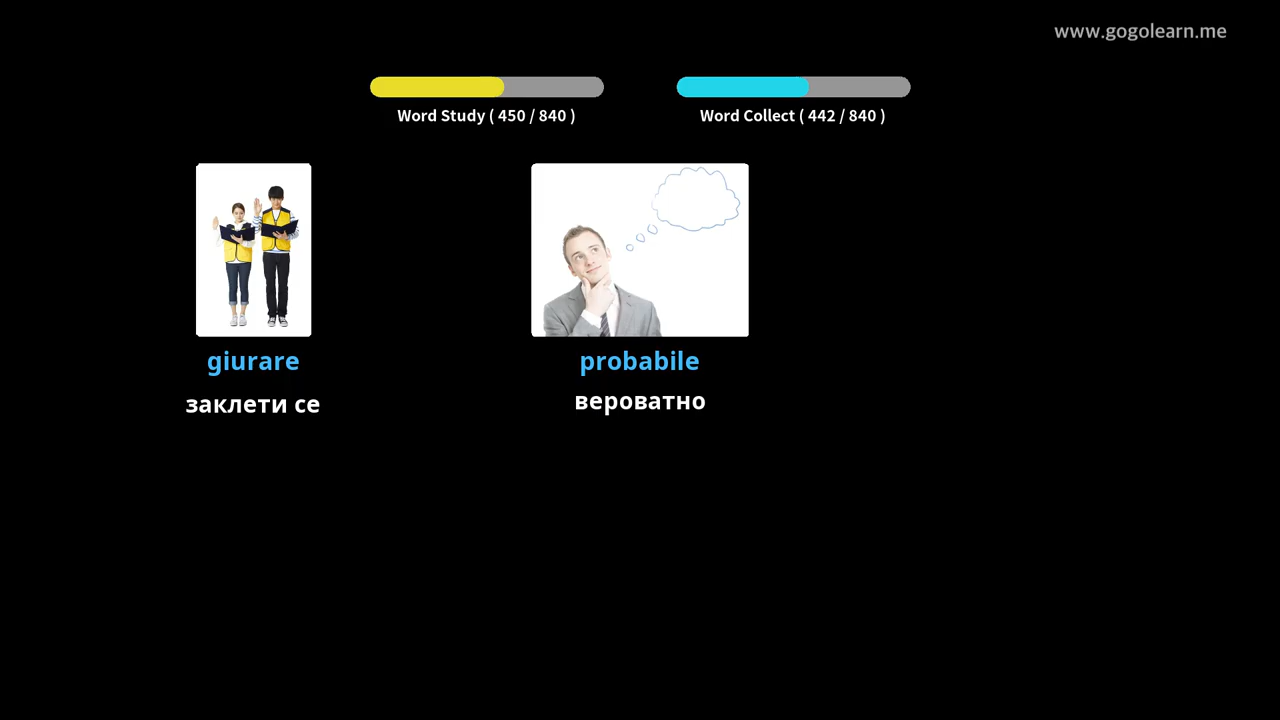 www.gogolearn.me
Word Study ( 450 / 840 )
Word Collect ( 442 / 840 )
giurare
заклети се
probabile
вероватно